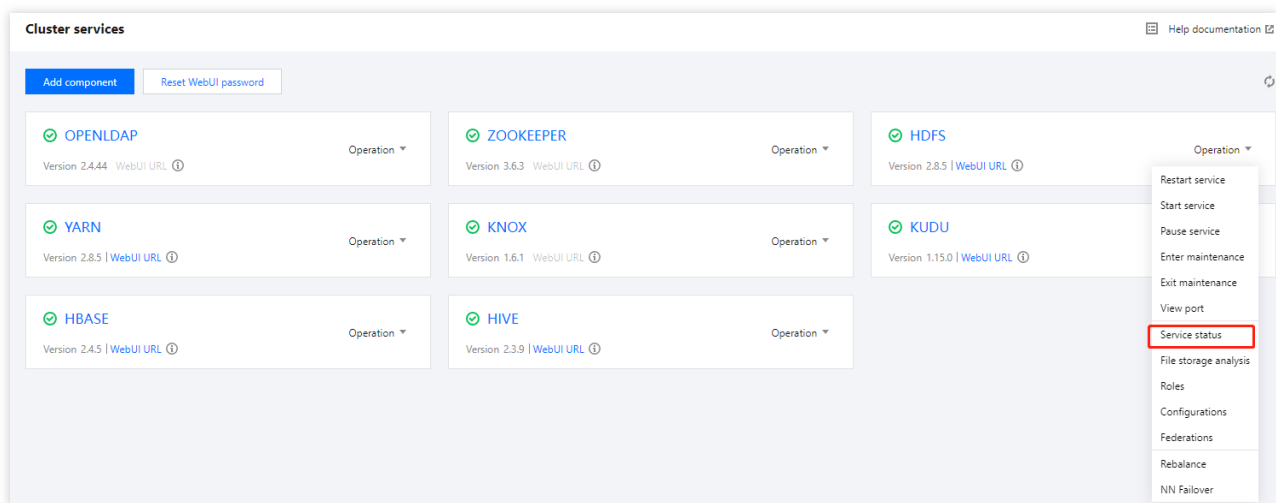 Cluster services
Help documentation
Add component
Reset WebUI password
OPENLDAP
Operation
Version 2.4.44 WebUI URL
ZOOKEEPER
Operation
Version 3.6.3 WebUI URL
HDFS
Operation
Version 2.8.5 | WebUI URL
YARN
Operation
Version 2.8.5 | WebUI URL
KNOX
Operation
Version 1.6.1 WebUI URL
KUDU
Version 1.15.0 | WebUI URL
HBASE
Operation
Version 2.4.5 | WebUI URL
HIVE
Operation
Version 2.3.9 | WebUI URL
Restart service
Start service
Pause service
Enter maintenance
Exit maintenance
View port
Service status
File storage analysis
Roles
Configurations
Federations
Rebalance
NN Failover